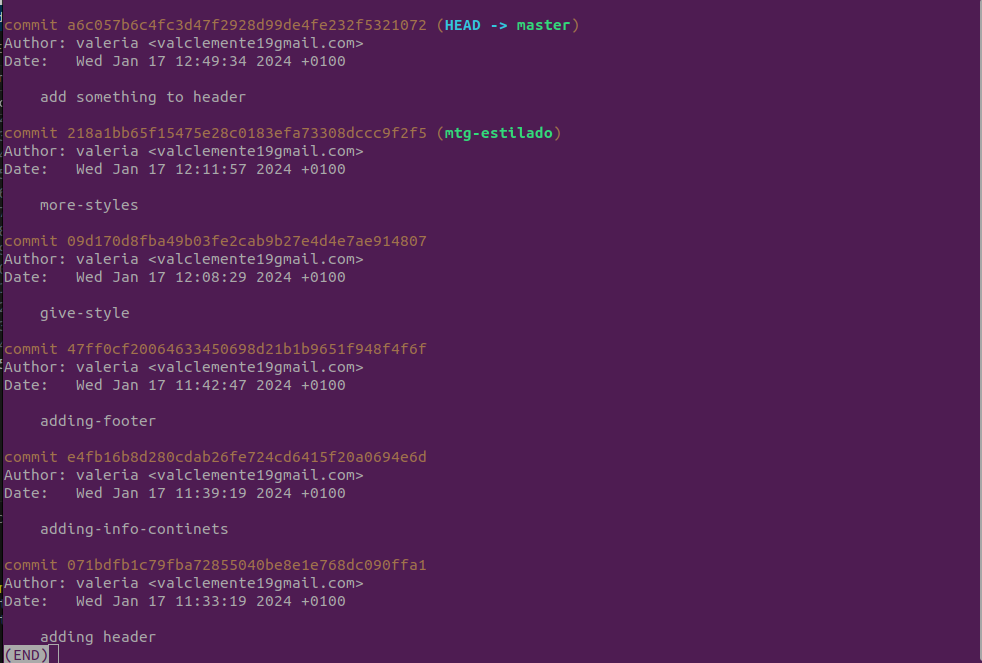 commit a6c057b6c4fc3d47f2928d99de4fe232f5321072 (HEAD -> master)
Author: valeria <valclemente19gmail.com>
Date:   Wed Jan 17 12:49:34 2024 +0100
add something to header
commit 218a1bb65f15475e28c0183efa73308dccc9f2f5 (mtg-estilado)
Author: valeria <valclemente19gmail.com>
Date:   Wed Jan 17 12:11:57 2024 +0100
more-styles
commit 09d170d8fba49b03fe2cab9b27e4d4e7ae914807
Author: valeria <valclemente19gmail.com>
Date:   Wed Jan 17 12:08:29 2024 +0100
give-style
commit 47ff0cf20064633450698d21b1b9651f948f4f6f
Author: valeria <valclemente19gmail.com>
Date:   Wed Jan 17 11:42:47 2024 +0100
adding-footer
commit e4fb16b8d280cdab26fe724cd6415f20a0694e6d
Author: valeria <valclemente19gmail.com>
Date:   Wed Jan 17 11:39:19 2024 +0100
adding-info-continets
commit 071bdfb1c79fba72855040be8e1e768dc090ffa1
Author: valeria <valclemente19gmail.com>
Date:   Wed Jan 17 11:33:19 2024 +0100
adding header
(END)